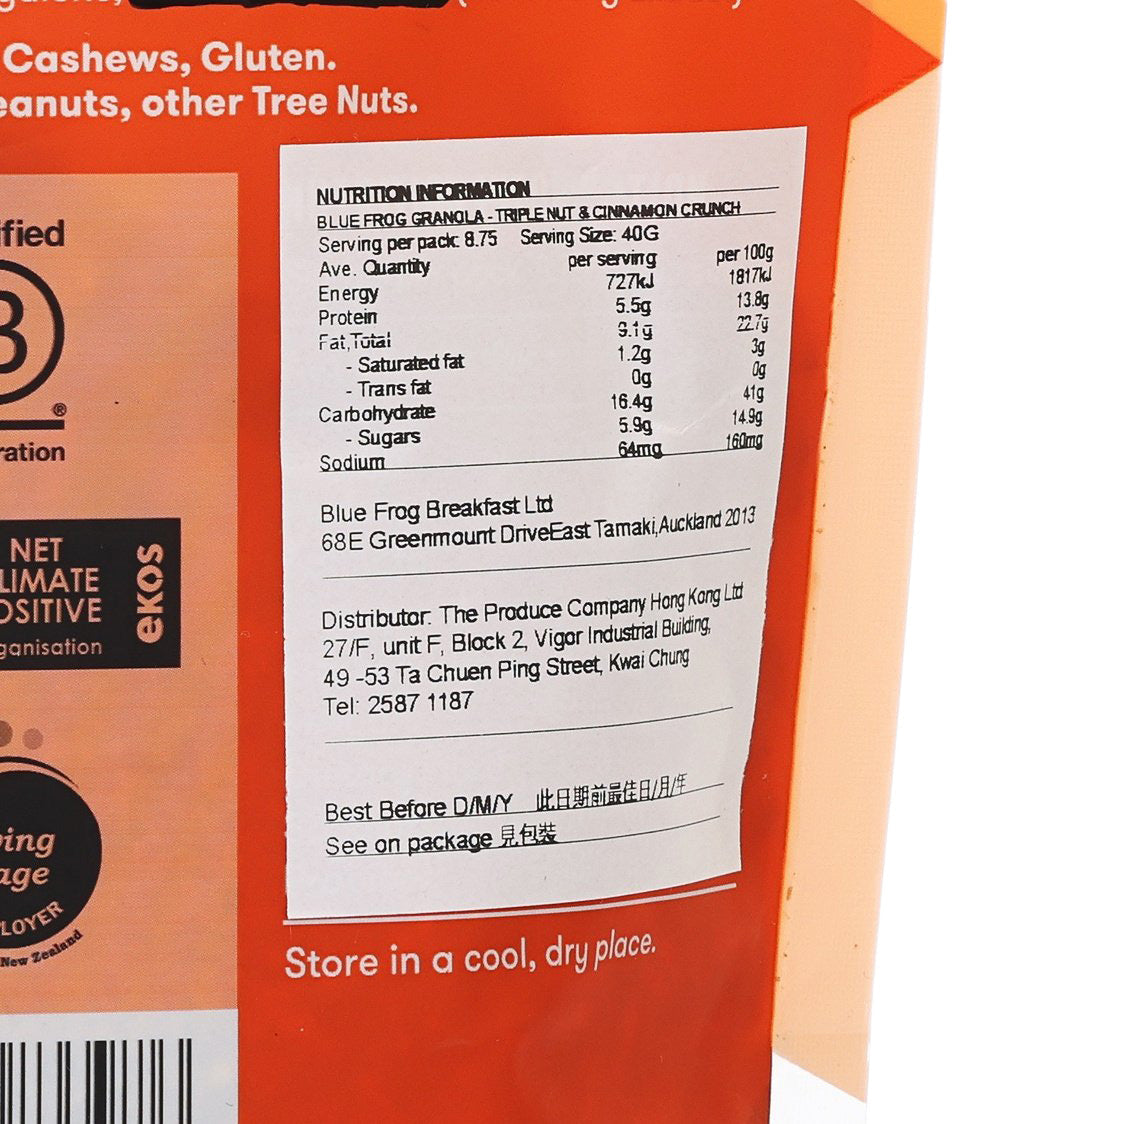 Cashews, Gluten.
eanuts, other Tree Nuts.
NUTRITION INFORMATION
BLUE FROG GRANOLA - TRIPLE NUT & CINNAMON CRUNCH
Serving per pack: 8.75 Serving Size: 40G
Ave. Quantity per serving per 100g
Energy 727kJ 1817kJ
Protein 5.5g 13.8g
Fat, Total 9.1g 22.7g
- Saturated fat 1.2g 3g
- Trans fat 0g 0g
Carbohydrate 16.4g 41g
- Sugars 5.9g 14.9g
Sodium 64mg 160mg
Blue Frog Breakfast Ltd
68E Greenmount DriveEast Tamaki, Auckland 2013
Distributor: The Produce Company Hong Kong Ltd
27/F, unit F, Block 2, Vigor Industrial Building,
49 -53 Ta Chuen Ping Street, Kwai Chung
Tel: 2587 1187
Best Before D/M/Y 此日期前最佳日/月/年
See on package 見包裝
Store in a cool, dry place.
ified
B
®
ration
NET
LIMATE
OSITIVE
ganisation
ekos
ing
age
LOYER
New Zealand